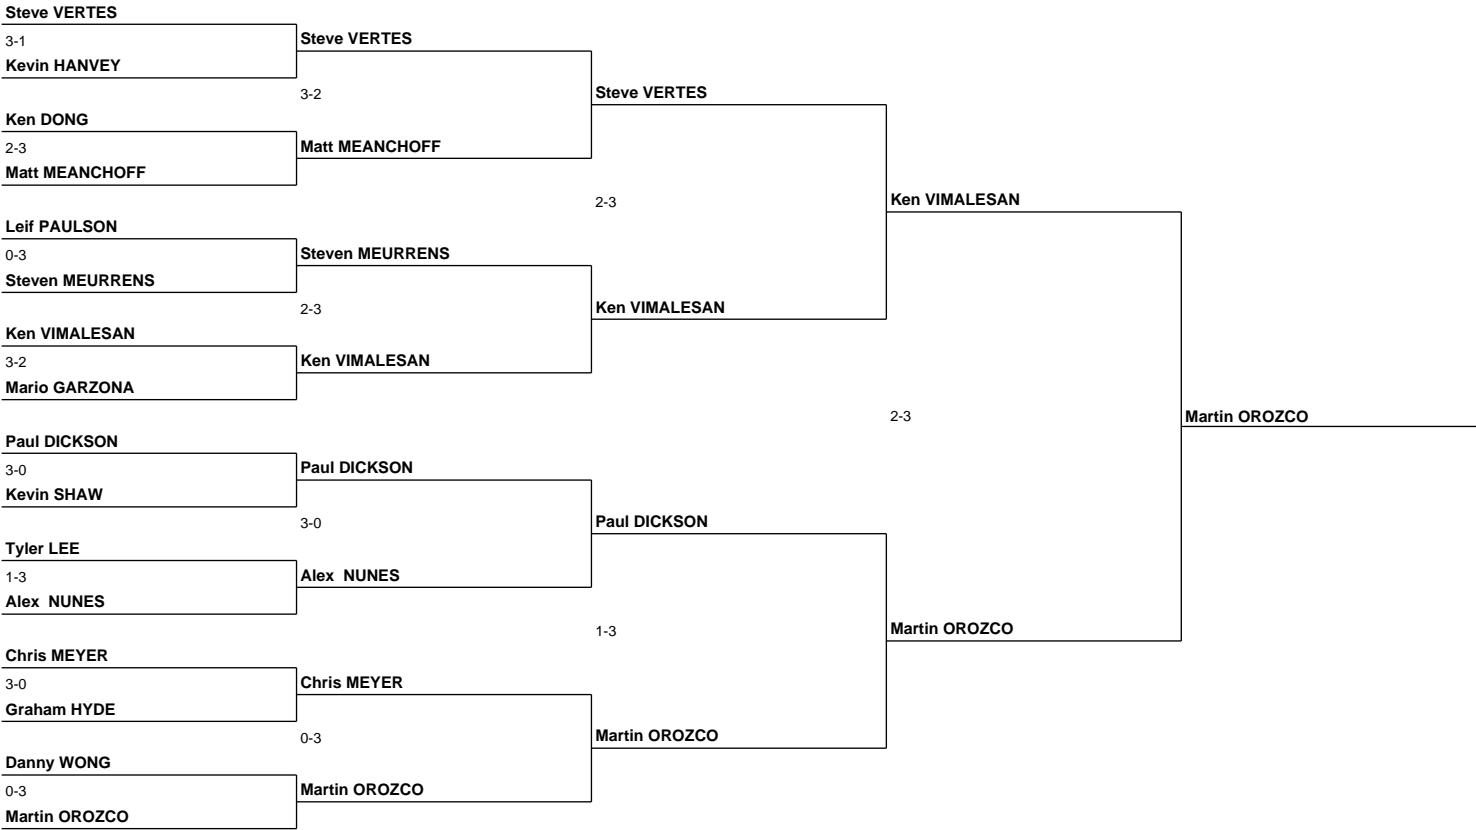 Steve VERTES
3-1
Kevin HANVEY
Ken DONG
2-3
Matt MEANCHOFF
Leif PAULSON
0-3
Steven MEURRENS
Ken VIMALESAN
3-2
Mario GARZONA
Paul DICKSON
3-0
Kevin SHAW
Tyler LEE
1-3
Alex  NUNES
Chris MEYER
3-0
Graham HYDE
Danny WONG
0-3
Martin OROZCO
Steve VERTES
3-2
Matt MEANCHOFF
Steven MEURRENS
2-3
Ken VIMALESAN
Paul DICKSON
3-0
Alex  NUNES
Chris MEYER
0-3
Martin OROZCO
Steve VERTES
2-3
Ken VIMALESAN
Paul DICKSON
1-3
Martin OROZCO
Ken VIMALESAN
2-3
Martin OROZCO
Martin OROZCO